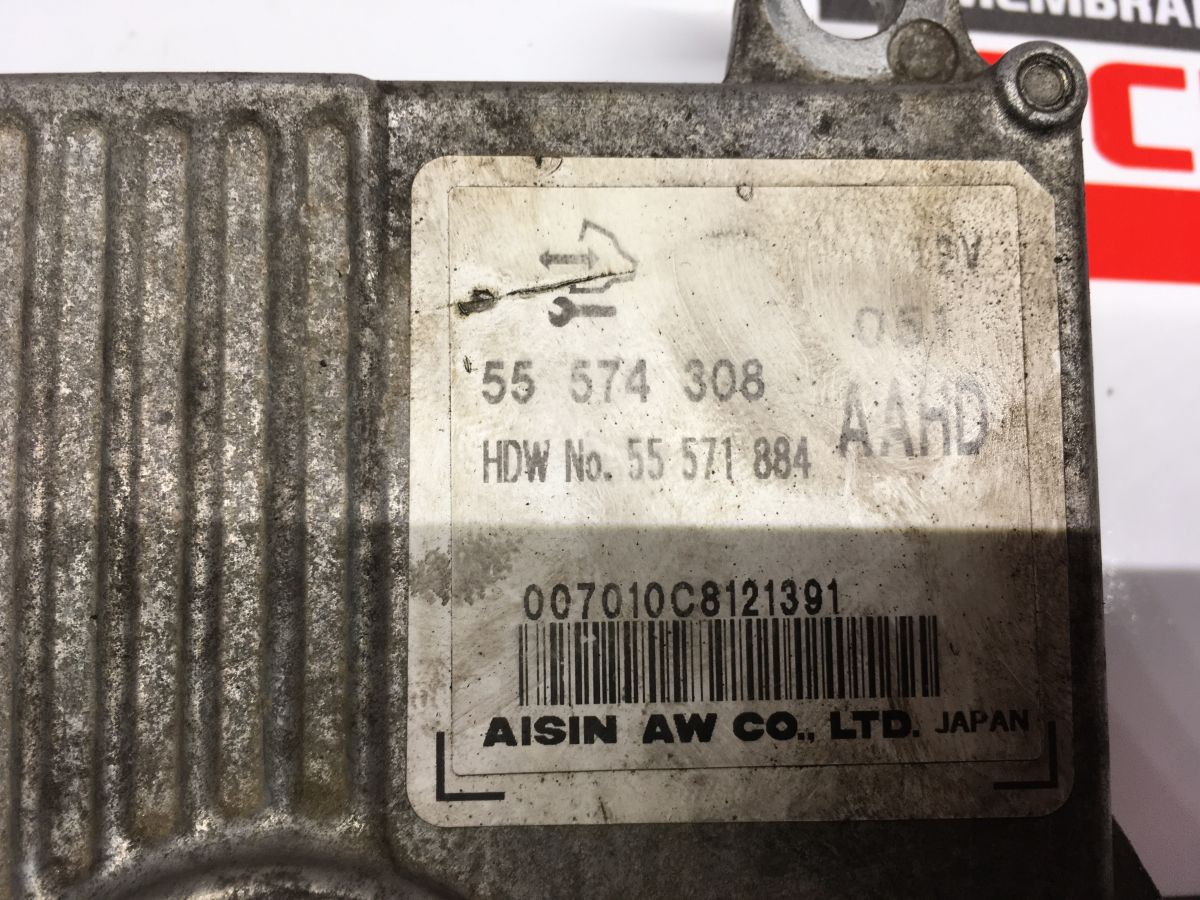 12V
55 574 308
AAHD
HDW No. 55 571 884
007010C8121391
AISIN AW CO., LTD. JAPAN